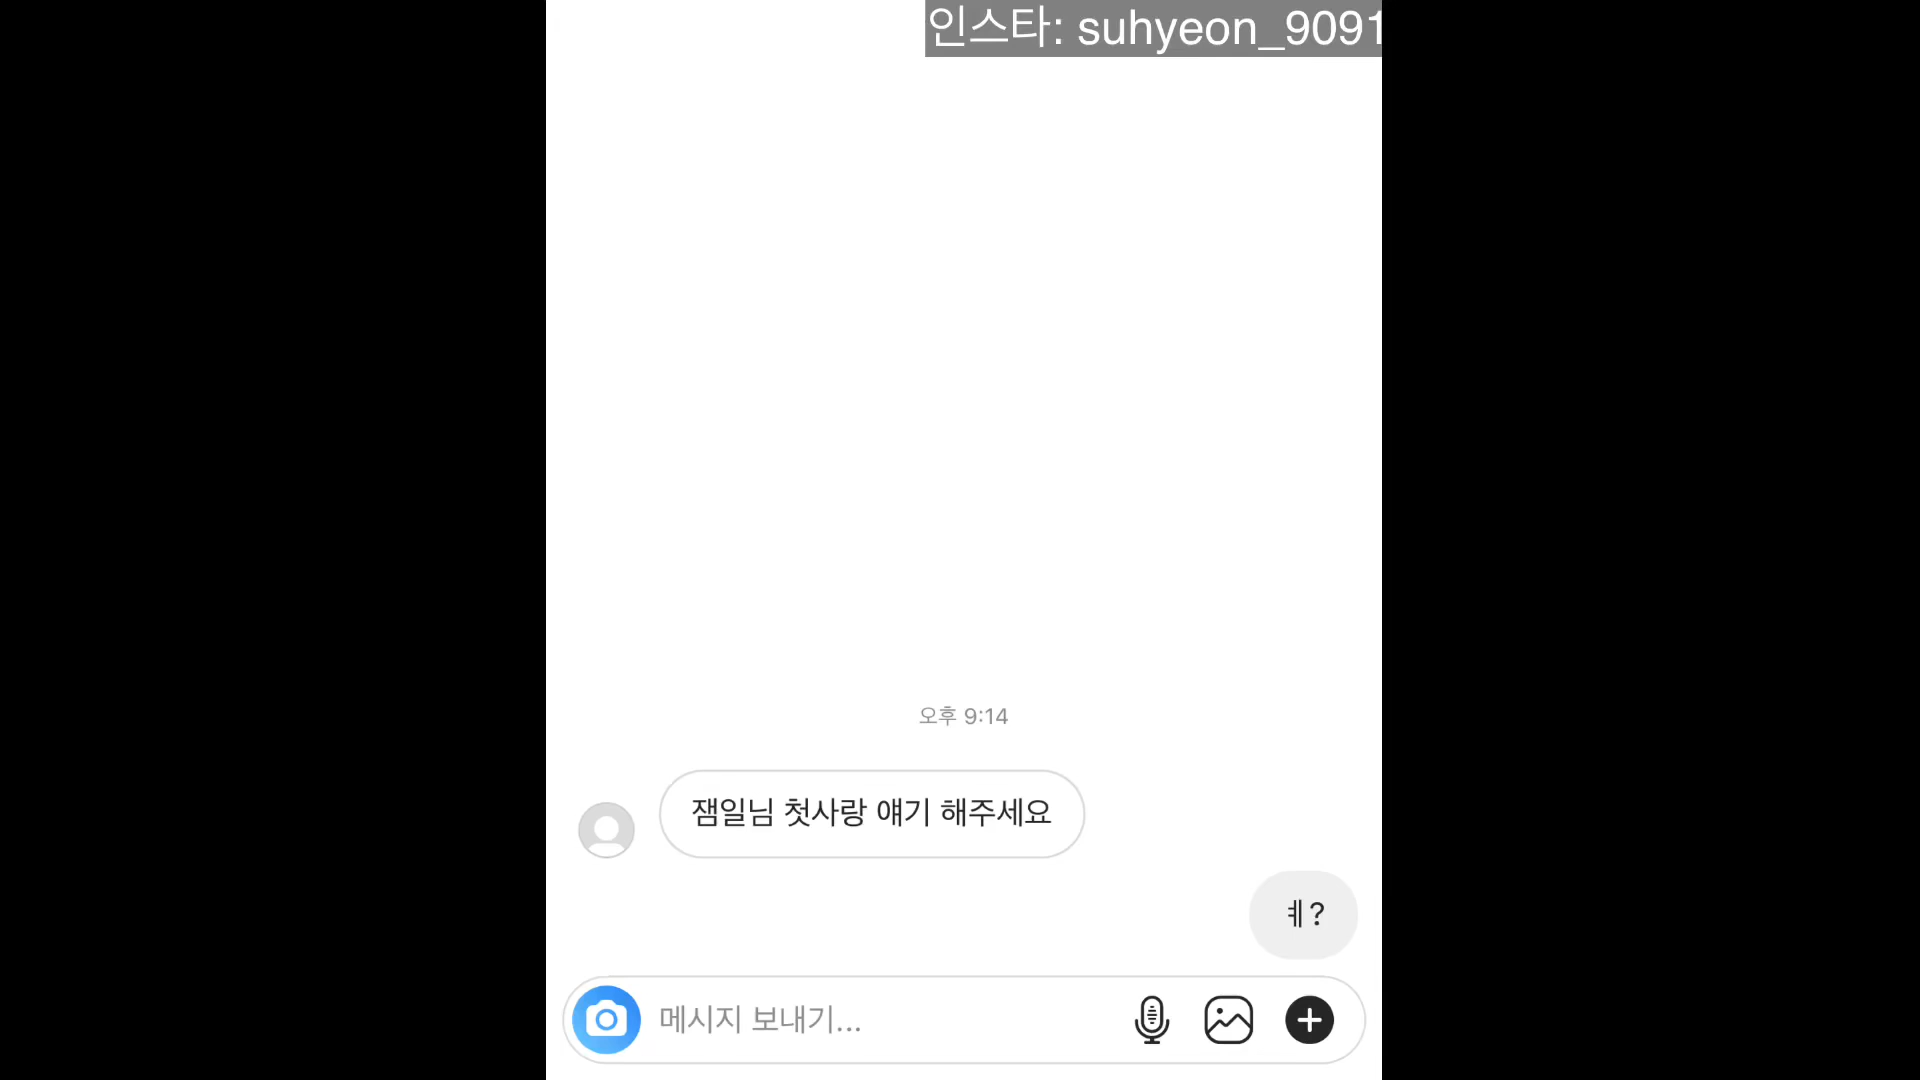 인스타: suhyeon_9091
오후 9:14
잼일님 첫사랑 얘기 해주세요
ㅖ?
메시지 보내기...